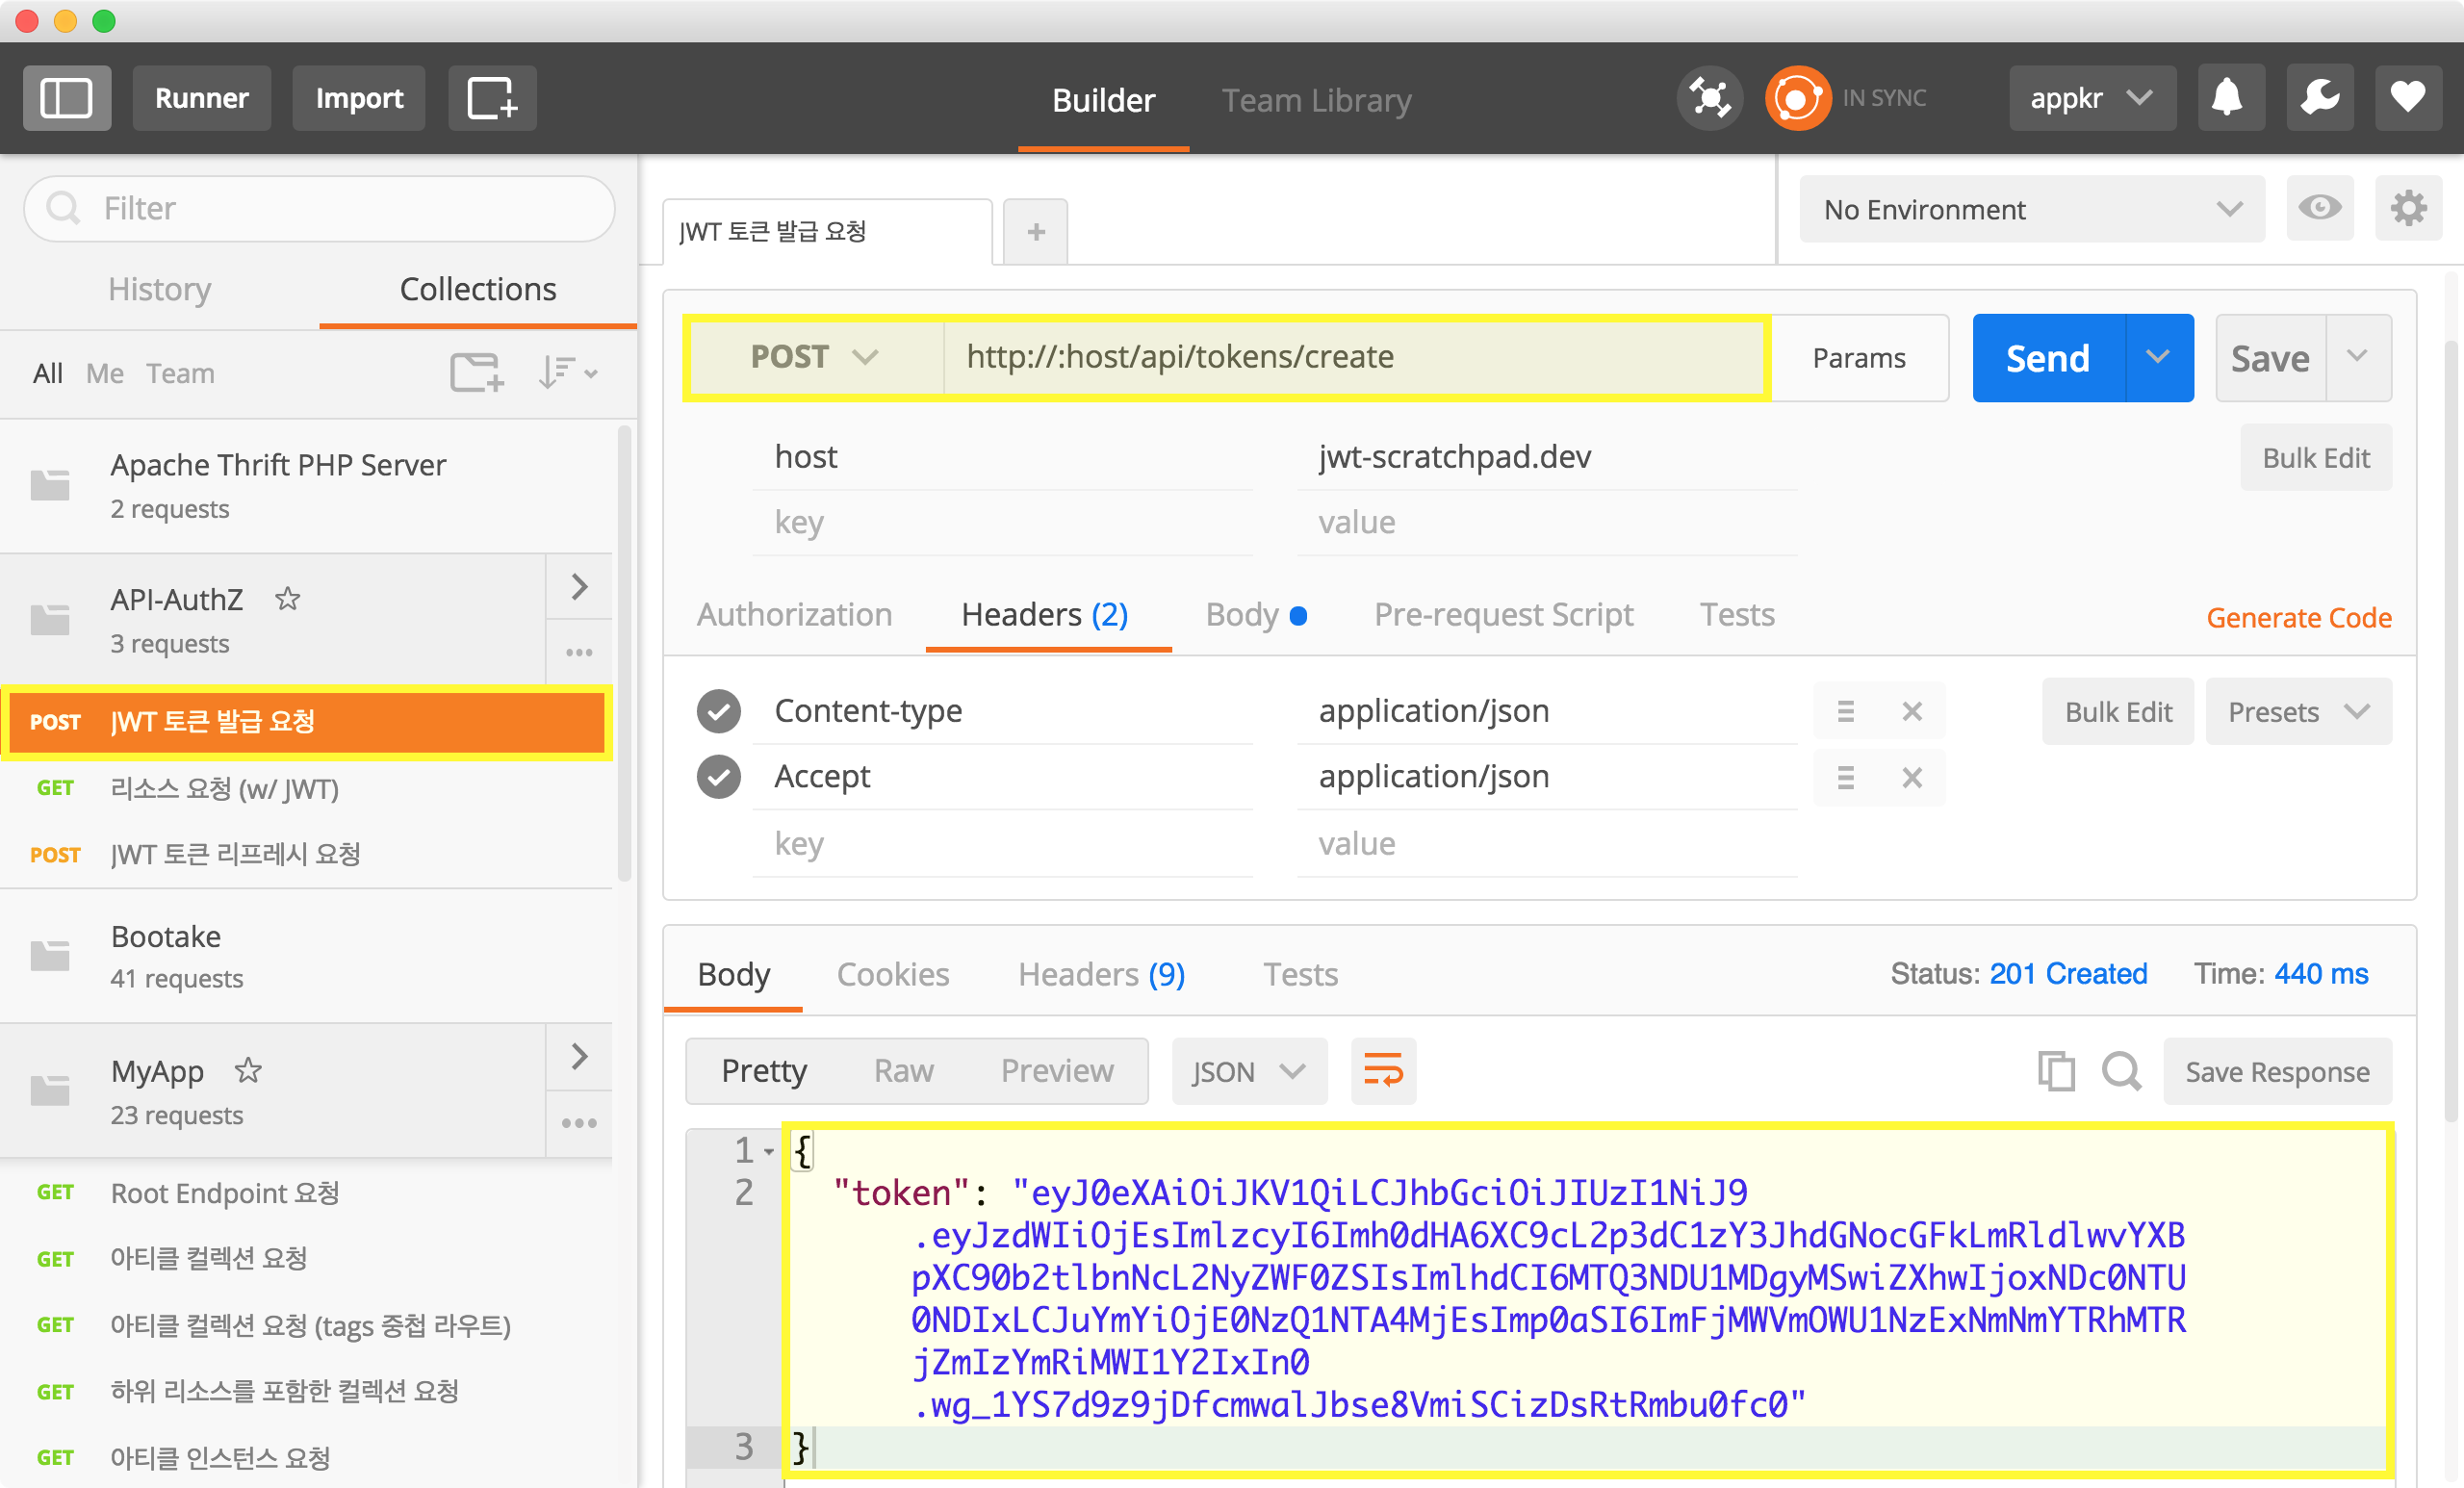 Runner
Import
Builder
Team Library
IN SYNC
appkr
Filter
History
Collections
All Me Team
Apache Thrift PHP Server
2 requests
API-AuthZ
3 requests
POST JWT 토큰 발급 요청
GET 리소스 요청 (w/ JWT)
POST JWT 토큰 리프레시 요청
Bootake
41 requests
MyApp
23 requests
GET Root Endpoint 요청
GET 아티클 컬렉션 요청
GET 아티클 컬렉션 요청 (tags 중첩 라우트)
GET 하위 리소스를 포함한 컬렉션 요청
GET 아티클 인스턴스 요청
JWT 토큰 발급 요청
+
No Environment
POST http://:host/api/tokens/create
Params
Send
Save
host jwt-scratchpad.dev
Bulk Edit
key value
Authorization Headers (2) Body Pre-request Script Tests
Generate Code
Content-type application/json
Bulk Edit
Presets
Accept application/json
key value
Body Cookies Headers (9) Tests
Status: 201 Created Time: 440 ms
Pretty Raw Preview
JSON
Save Response
1 {
2 "token": "eyJ0eXAiOiJKV1QiLCJhbGciOiJIUzI1NiJ9
.eyJzdWIiOjEsImlzcyI6Imh0dHA6XC9cL2p3dC1zY3JhdGNocGFkLmRldlwvYXB
pXC90b2tlbnNcL2NyZWF0ZSIsImlhdCI6MTQ3NDU1MDgyMSwiZXhwIjoxNDc0NTU
0NDIxLCJuYmYiOjE0NzQ1NTA4MjEsImp0aSI6ImFjMWVmOWU1NzExNmNmYTRhMTR
jZmIzYmRiMWI1Y2IxIn0
.wg_1YS7d9z9jDfcmwalJbse8VmiSCizDsRtRmbu0fc0"
3 }